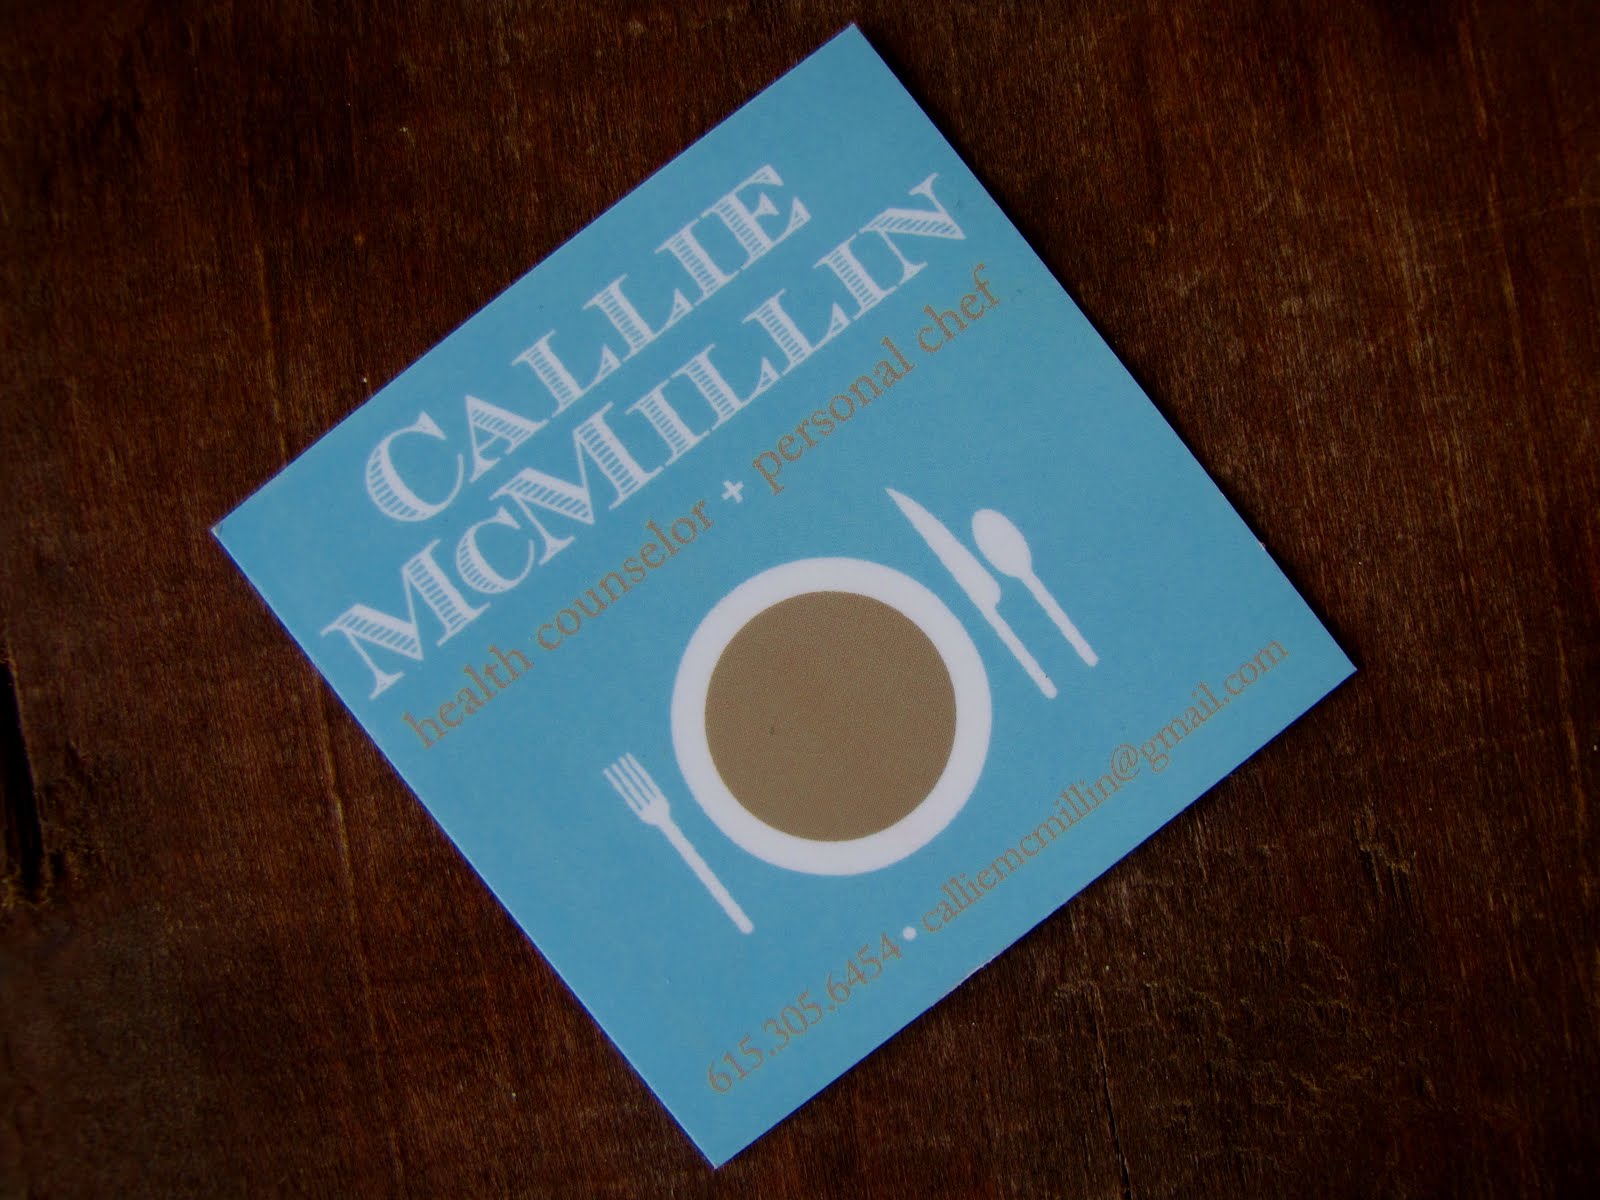 CALLIE
MCMILLIN
health counselor + personal chef
615.305.6454 • calliemcmillin@gmail.com